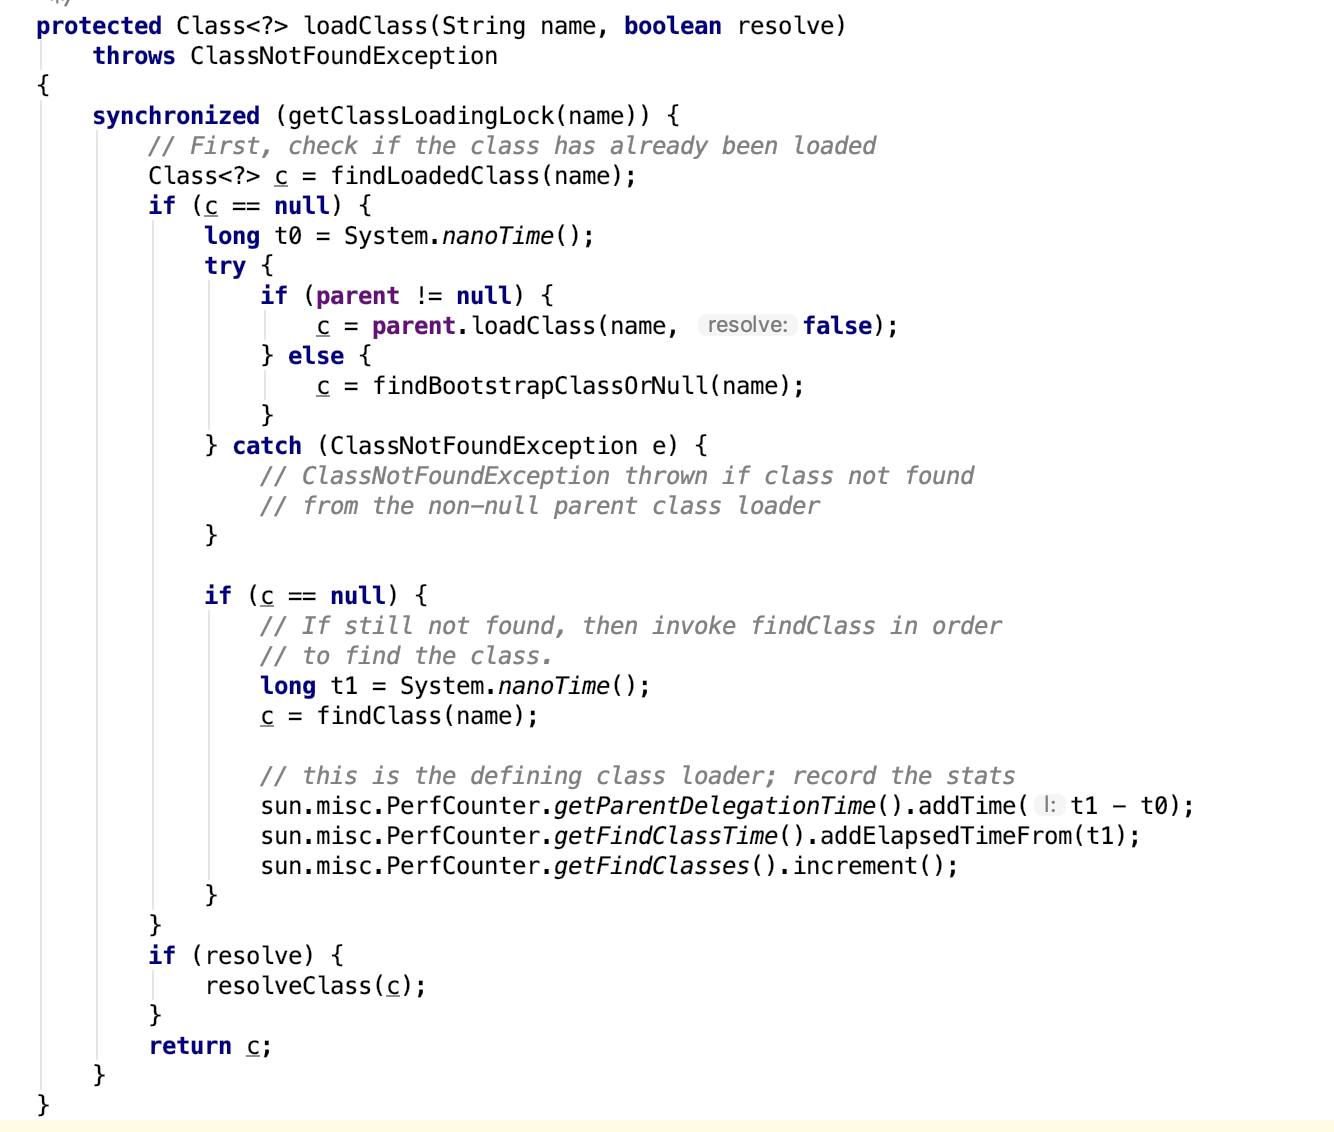 */
protected Class<?> loadClass(String name, boolean resolve)
    throws ClassNotFoundException
{
    synchronized (getClassLoadingLock(name)) {
        // First, check if the class has already been loaded
        Class<?> c = findLoadedClass(name);
        if (c == null) {
            long t0 = System.nanoTime();
            try {
                if (parent != null) {
                    c = parent.loadClass(name, resolve: false);
                } else {
                    c = findBootstrapClassOrNull(name);
                }
            } catch (ClassNotFoundException e) {
                // ClassNotFoundException thrown if class not found
                // from the non-null parent class loader
            }

            if (c == null) {
                // If still not found, then invoke findClass in order
                // to find the class.
                long t1 = System.nanoTime();
                c = findClass(name);

                // this is the defining class loader; record the stats
                sun.misc.PerfCounter.getParentDelegationTime().addTime( l: t1 - t0);
                sun.misc.PerfCounter.getFindClassTime().addElapsedTimeFrom(t1);
                sun.misc.PerfCounter.getFindClasses().increment();
            }
        }
        if (resolve) {
            resolveClass(c);
        }
        return c;
    }
}